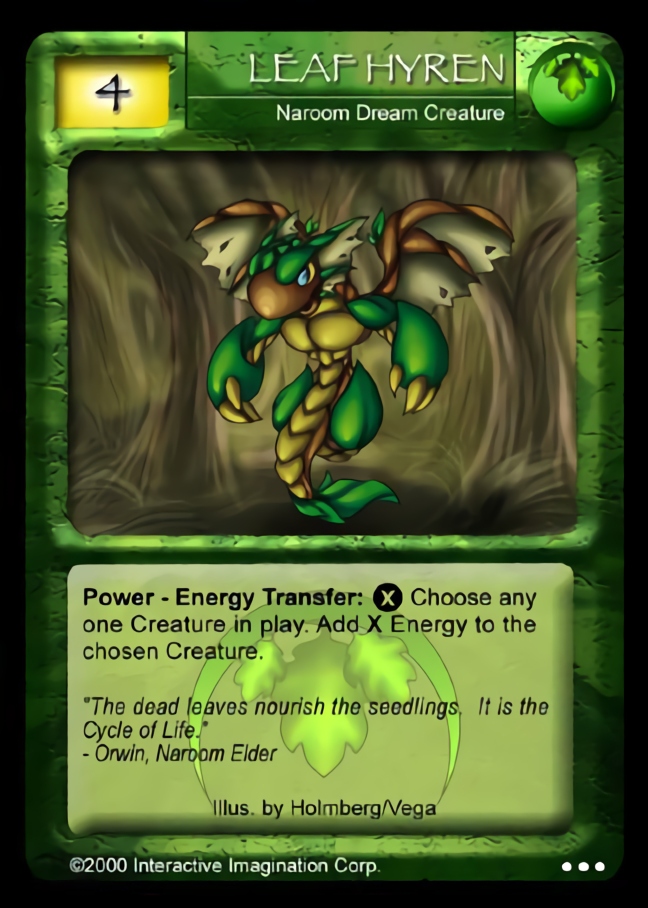 4
LEAF HYREN
Naroom Dream Creature
Power - Energy Transfer: X Choose any
one Creature in play. Add X Energy to the
chosen Creature.
"The dead leaves nourish the seedlings. It is the
Cycle of Life."
- Orwin, Naroom Elder
Illus. by Holmberg/Vega
©2000 Interactive Imagination Corp.